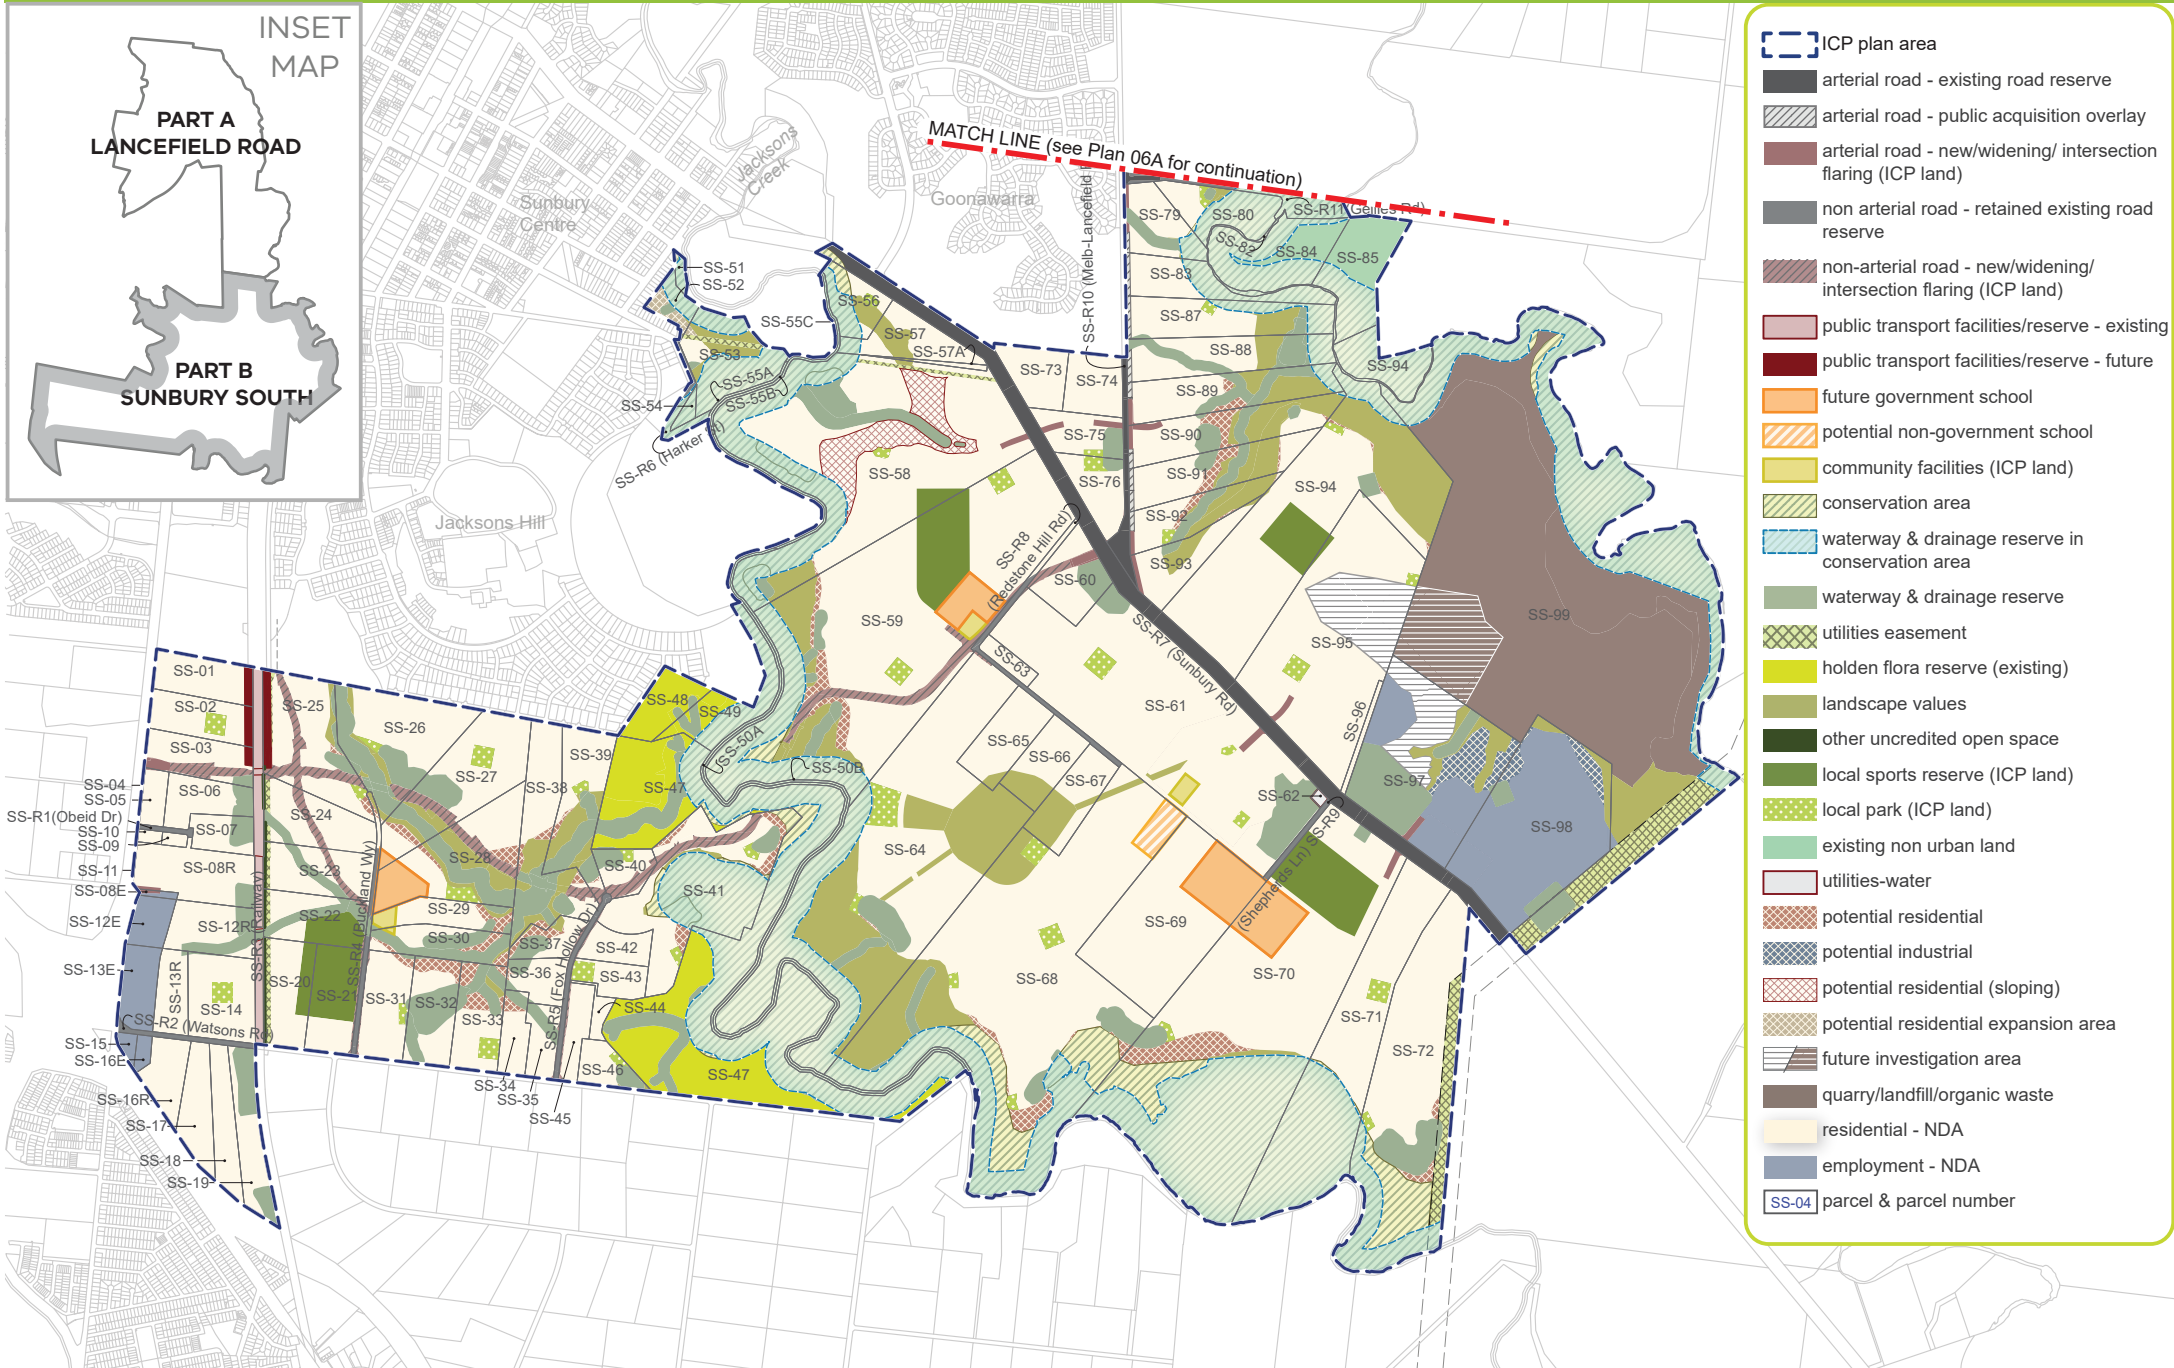 INSET
MAP
PART A
LANCEFIELD ROAD
PART B
SUNBURY SOUTH
Jacksons
Creek
Sunbury
Centre
Goonawarra
Jacksons Hill
MATCH LINE (see Plan 06A for continuation)
SS-R10 (Melb-Lancefield
SS-R11 (Gellies Rd)
SS-79
SS-80
SS-82
SS-84
SS-85
SS-83
SS-87
SS-88
SS-89
SS-90
SS-91
SS-92
SS-93
SS-94
SS-94
SS-51
SS-52
SS-55C
SS-53
SS-54
SS-55A
SS-55B
SS-R6 (Harker St)
SS-56
SS-57
SS-57A
SS-73
SS-74
SS-75
SS-76
SS-58
SS-R8
(Redstone Hill Rd)
SS-60
SS-59
SS-63
SS-R7 (Sunbury Rd)
SS-61
SS-95
SS-96
SS-99
SS-97
SS-98
SS-62
SS-R9
(Shepherds Ln)
SS-65
SS-66
SS-67
SS-64
SS-68
SS-69
SS-70
SS-71
SS-72
SS-01
SS-02
SS-03
SS-04
SS-05
SS-R1(Obeid Dr)
SS-10
SS-09
SS-06
SS-07
SS-08R
SS-11
SS-08E
SS-12E
SS-12R
SS-13E
SS-13R
SS-14
SS-R2 (Watsons Rd)
SS-15
SS-16E
SS-16R
SS-17
SS-18
SS-19
SS-R3 (Railway)
SS-20
SS-21
SS-22
SS-23
SS-24
SS-25
SS-26
SS-27
SS-28
SS-29
SS-30
SS-31
SS-32
SS-33
SS-34
SS-35
SS-R4 (Buckland Wy)
SS-36
SS-37
SS-38
SS-39
SS-40
SS-41
SS-42
SS-43
SS-44
SS-45
SS-46
SS-R5 (Fox Hollow Dr)
SS-47
SS-47
SS-48
SS-49
SS-50A
SS-50B
ICP plan area
arterial road - existing road reserve
arterial road - public acquisition overlay
arterial road - new/widening/ intersection
flaring (ICP land)
non arterial road - retained existing road
reserve
non-arterial road - new/widening/
intersection flaring (ICP land)
public transport facilities/reserve - existing
public transport facilities/reserve - future
future government school
potential non-government school
community facilities (ICP land)
conservation area
waterway & drainage reserve in
conservation area
waterway & drainage reserve
utilities easement
holden flora reserve (existing)
landscape values
other uncredited open space
local sports reserve (ICP land)
local park (ICP land)
existing non urban land
utilities-water
potential residential
potential industrial
potential residential (sloping)
potential residential expansion area
future investigation area
quarry/landfill/organic waste
residential - NDA
employment - NDA
SS-04 parcel & parcel number